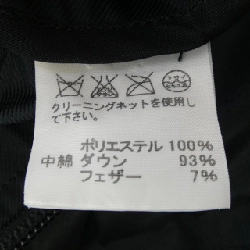 クリーニングネットを使用し
て下さい。
ポリエステル 100%
中綿 ダウン 93%
フェザー 7%